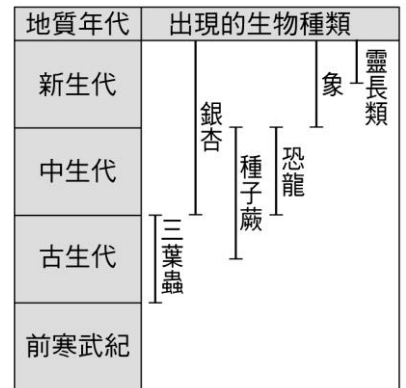 地質年代 出現的生物種類
新生代
中生代
古生代
前寒武紀
三葉蟲
銀杏
種子蕨
恐龍
象
靈長類